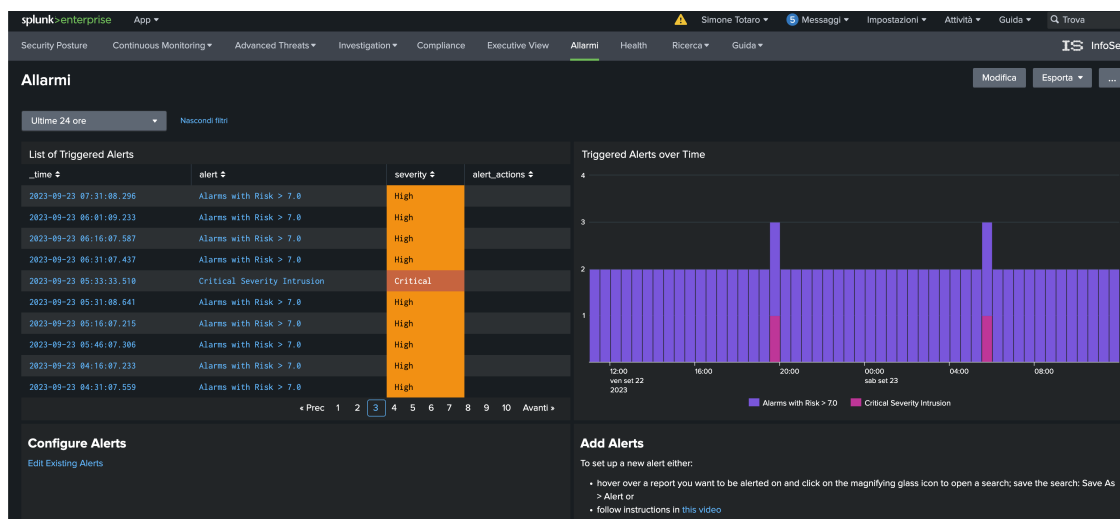 splunk>enterprise App Simone Totaro 5 Messaggi Impostazioni Attività Guida Trova
Security Posture Continuous Monitoring Advanced Threats Investigation Compliance Executive View Allarmi Health Ricerca Guida IS InfoSe
Allarmi Modifica Esporta ...
Ultime 24 ore Nascondi filtri
List of Triggered Alerts
_time alert severity alert_actions
2023-09-23 07:31:08.296 Alarms with Risk > 7.0 High
2023-09-23 06:01:09.233 Alarms with Risk > 7.0 High
2023-09-23 06:16:07.587 Alarms with Risk > 7.0 High
2023-09-23 06:31:07.437 Alarms with Risk > 7.0 High
2023-09-23 05:33:33.510 Critical Severity Intrusion Critical
2023-09-23 05:31:08.641 Alarms with Risk > 7.0 High
2023-09-23 05:16:07.215 Alarms with Risk > 7.0 High
2023-09-23 05:46:07.306 Alarms with Risk > 7.0 High
2023-09-23 04:16:07.233 Alarms with Risk > 7.0 High
2023-09-23 04:31:07.559 Alarms with Risk > 7.0 High
« Prec 1 2 3 4 5 6 7 8 9 10 Avanti »
Triggered Alerts over Time
4
3
2
1
12:00 16:00 20:00 00:00 04:00 08:00
ven set 22 sab set 23
2023
Alarms with Risk > 7.0 Critical Severity Intrusion
Configure Alerts
Edit Existing Alerts
Add Alerts
To set up a new alert either:
• hover over a report you want to be alerted on and click on the magnifying glass icon to open a search; save the search: Save As
> Alert or
• follow instructions in this video